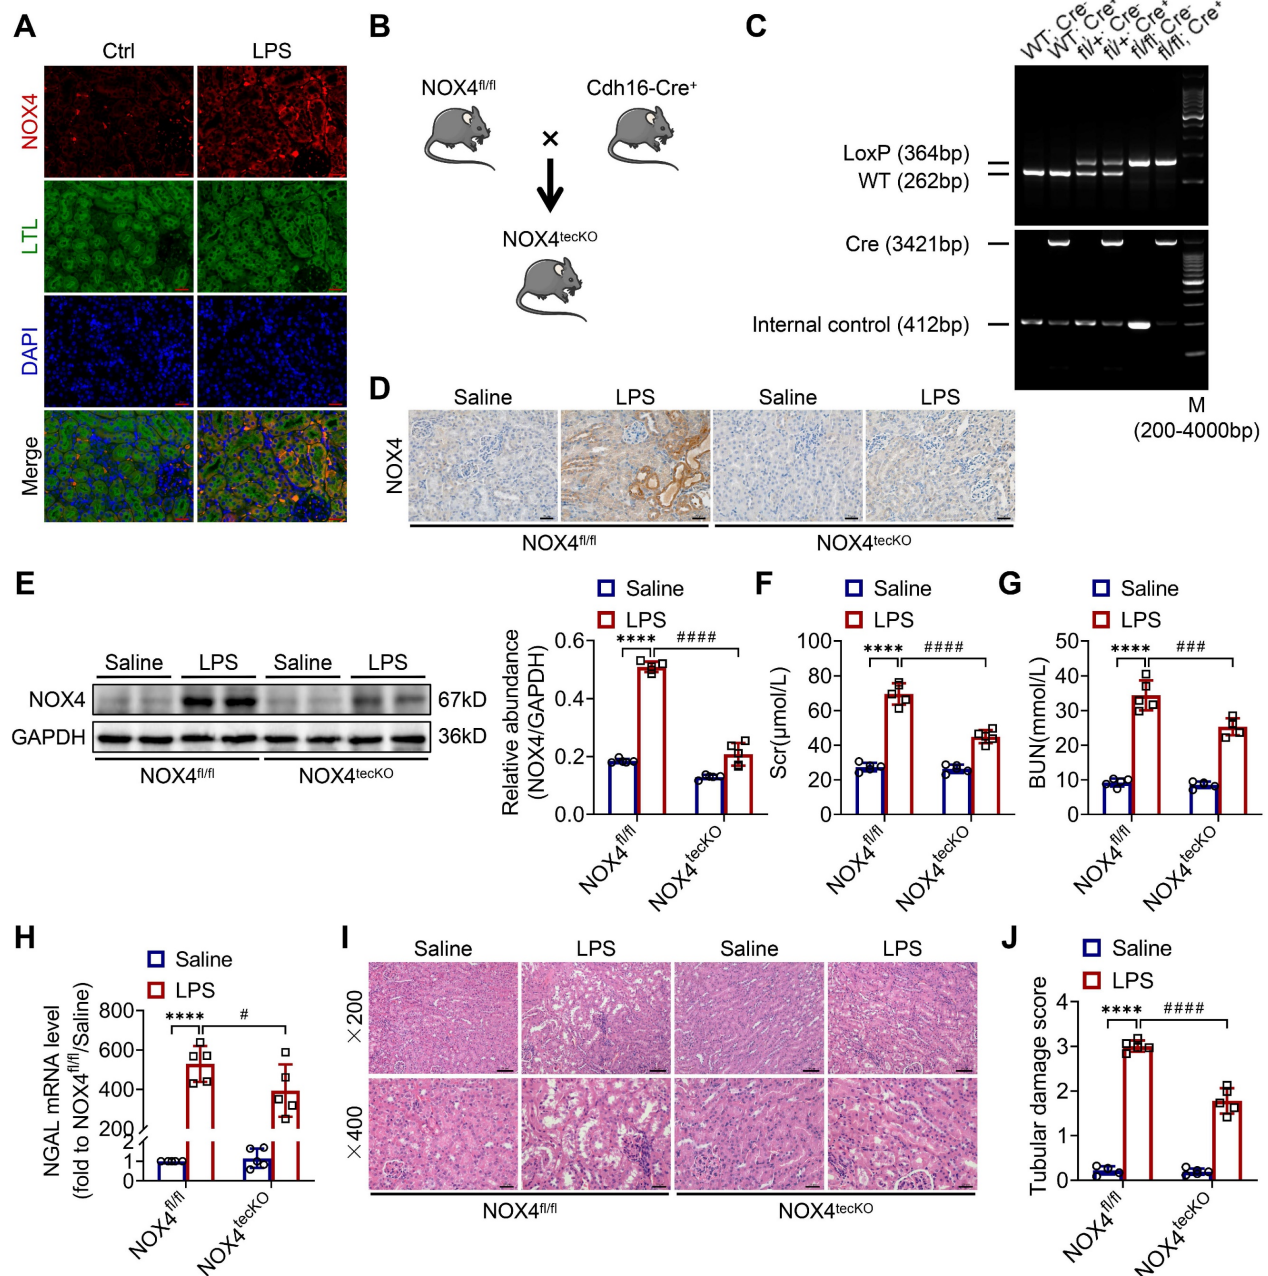 A
Ctrl
LPS
NOX4
LTL
DAPI
Merge
B
NOX4fl/fl
Cdh16-Cre+
×
NOX4tecKO
C
WT; Cre-
WT; Cre+
fl/+; Cre-
fl/+; Cre+
fl/fl; Cre-
fl/fl; Cre+
LoxP (364bp)
WT (262bp)
Cre (3421bp)
Internal control (412bp)
M
(200-4000bp)
D
Saline
LPS
Saline
LPS
NOX4
NOX4fl/fl
NOX4tecKO
E
Saline
LPS
Saline
LPS
NOX4
67kD
GAPDH
36kD
NOX4fl/fl
NOX4tecKO
Saline
LPS
Relative abundance
(NOX4/GAPDH)
0.6
0.4
0.2
0.0
****
####
NOX4fl/fl
NOX4tecKO
F
Saline
LPS
Scr(μmol/L)
100
80
60
40
20
0
****
####
NOX4fl/fl
NOX4tecKO
G
Saline
LPS
BUN(mmol/L)
50
40
30
20
10
0
****
###
NOX4fl/fl
NOX4tecKO
H
Saline
LPS
NGAL mRNA level
(fold to NOX4fl/fl/Saline)
800
600
400
200
2
1
0
****
#
NOX4fl/fl
NOX4tecKO
I
Saline
LPS
Saline
LPS
×200
×400
NOX4fl/fl
NOX4tecKO
J
Saline
LPS
Tubular damage score
4
3
2
1
0
****
####
NOX4fl/fl
NOX4tecKO